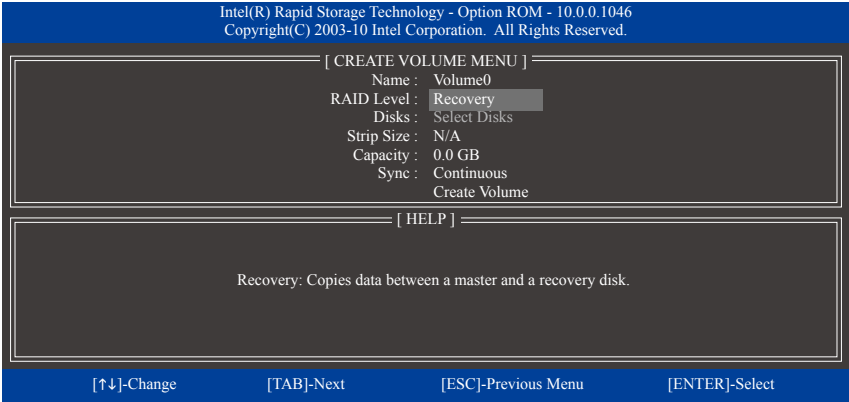 Intel(R) Rapid Storage Technology - Option ROM - 10.0.0.1046
Copyright(C) 2003-10 Intel Corporation. All Rights Reserved.
[ CREATE VOLUME MENU ]
Name : Volume0
RAID Level : Recovery
Disks : Select Disks
Strip Size : N/A
Capacity : 0.0 GB
Sync : Continuous
Create Volume
[ HELP ]
Recovery: Copies data between a master and a recovery disk.
[↑↓]-Change [TAB]-Next [ESC]-Previous Menu [ENTER]-Select